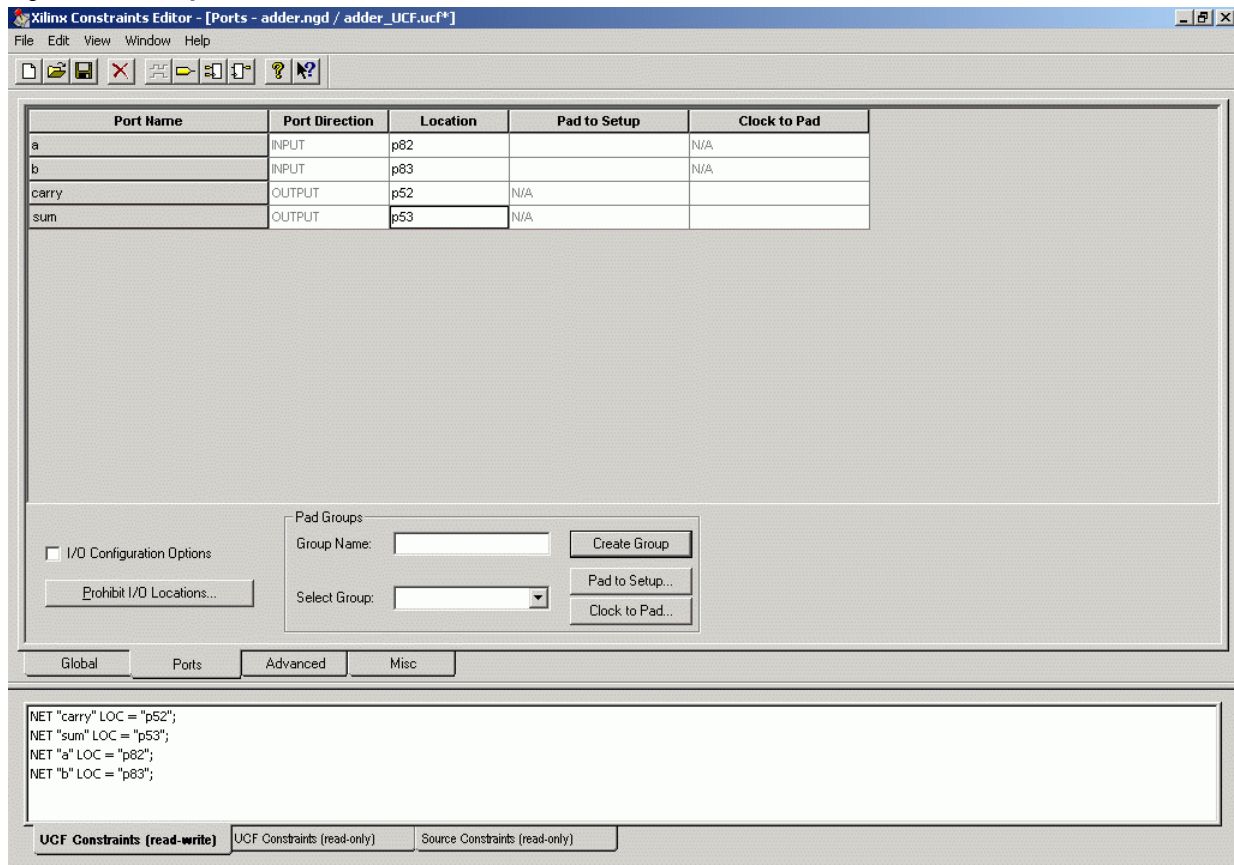 Xilinx Constraints Editor - [Ports - adder.ngd / adder_UCF.ucf*]
File Edit View Window Help
Port Name Port Direction Location Pad to Setup Clock to Pad
a INPUT p82 N/A
b INPUT p83 N/A
carry OUTPUT p52 N/A
sum OUTPUT p53 N/A
Pad Groups
I/O Configuration Options
Group Name:
Create Group
Prohibit I/O Locations...
Select Group:
Pad to Setup...
Clock to Pad...
Global Ports Advanced Misc
NET "carry" LOC = "p52";
NET "sum" LOC = "p53";
NET "a" LOC = "p82";
NET "b" LOC = "p83";
UCF Constraints (read-write) UCF Constraints (read-only) Source Constraints (read-only)